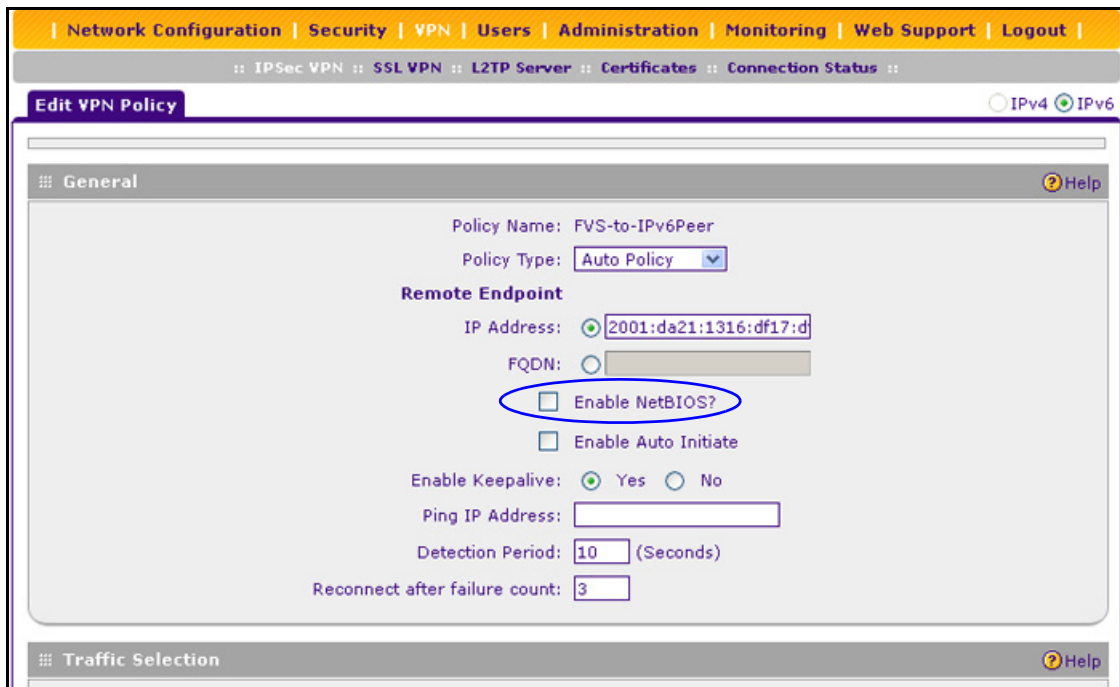 | Network Configuration | Security | VPN | Users | Administration | Monitoring | Web Support | Logout |
:: IPSec VPN :: SSL VPN :: L2TP Server :: Certificates :: Connection Status ::
Edit VPN Policy
IPv4 IPv6
General
Help
Policy Name: FVS-to-IPv6Peer
Policy Type: Auto Policy
Remote Endpoint
IP Address: 2001:da21:1316:df17:d
FQDN:
Enable NetBIOS?
Enable Auto Initiate
Enable Keepalive: Yes No
Ping IP Address:
Detection Period: 10 (Seconds)
Reconnect after failure count: 3
Traffic Selection
Help